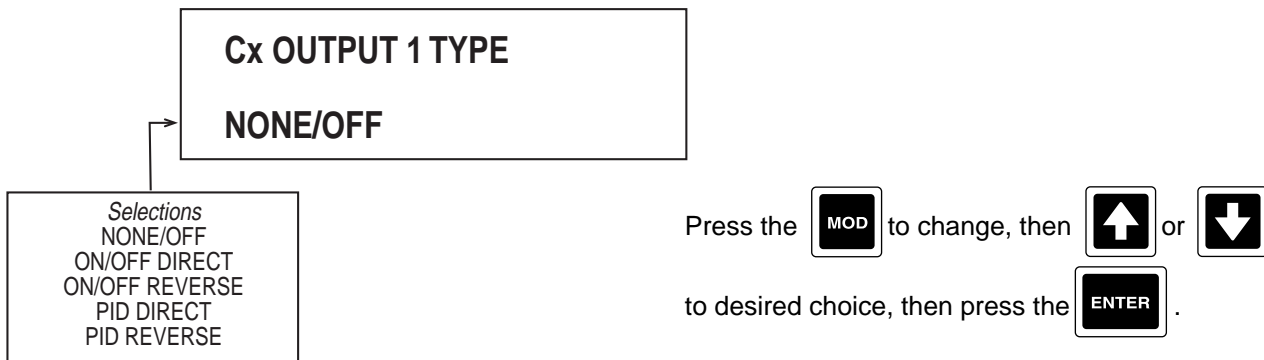 Cx OUTPUT 1 TYPE
NONE/OFF
Selections
NONE/OFF
ON/OFF DIRECT
ON/OFF REVERSE
PID DIRECT
PID REVERSE
Press the MOD to change, then or
to desired choice, then press the ENTER .